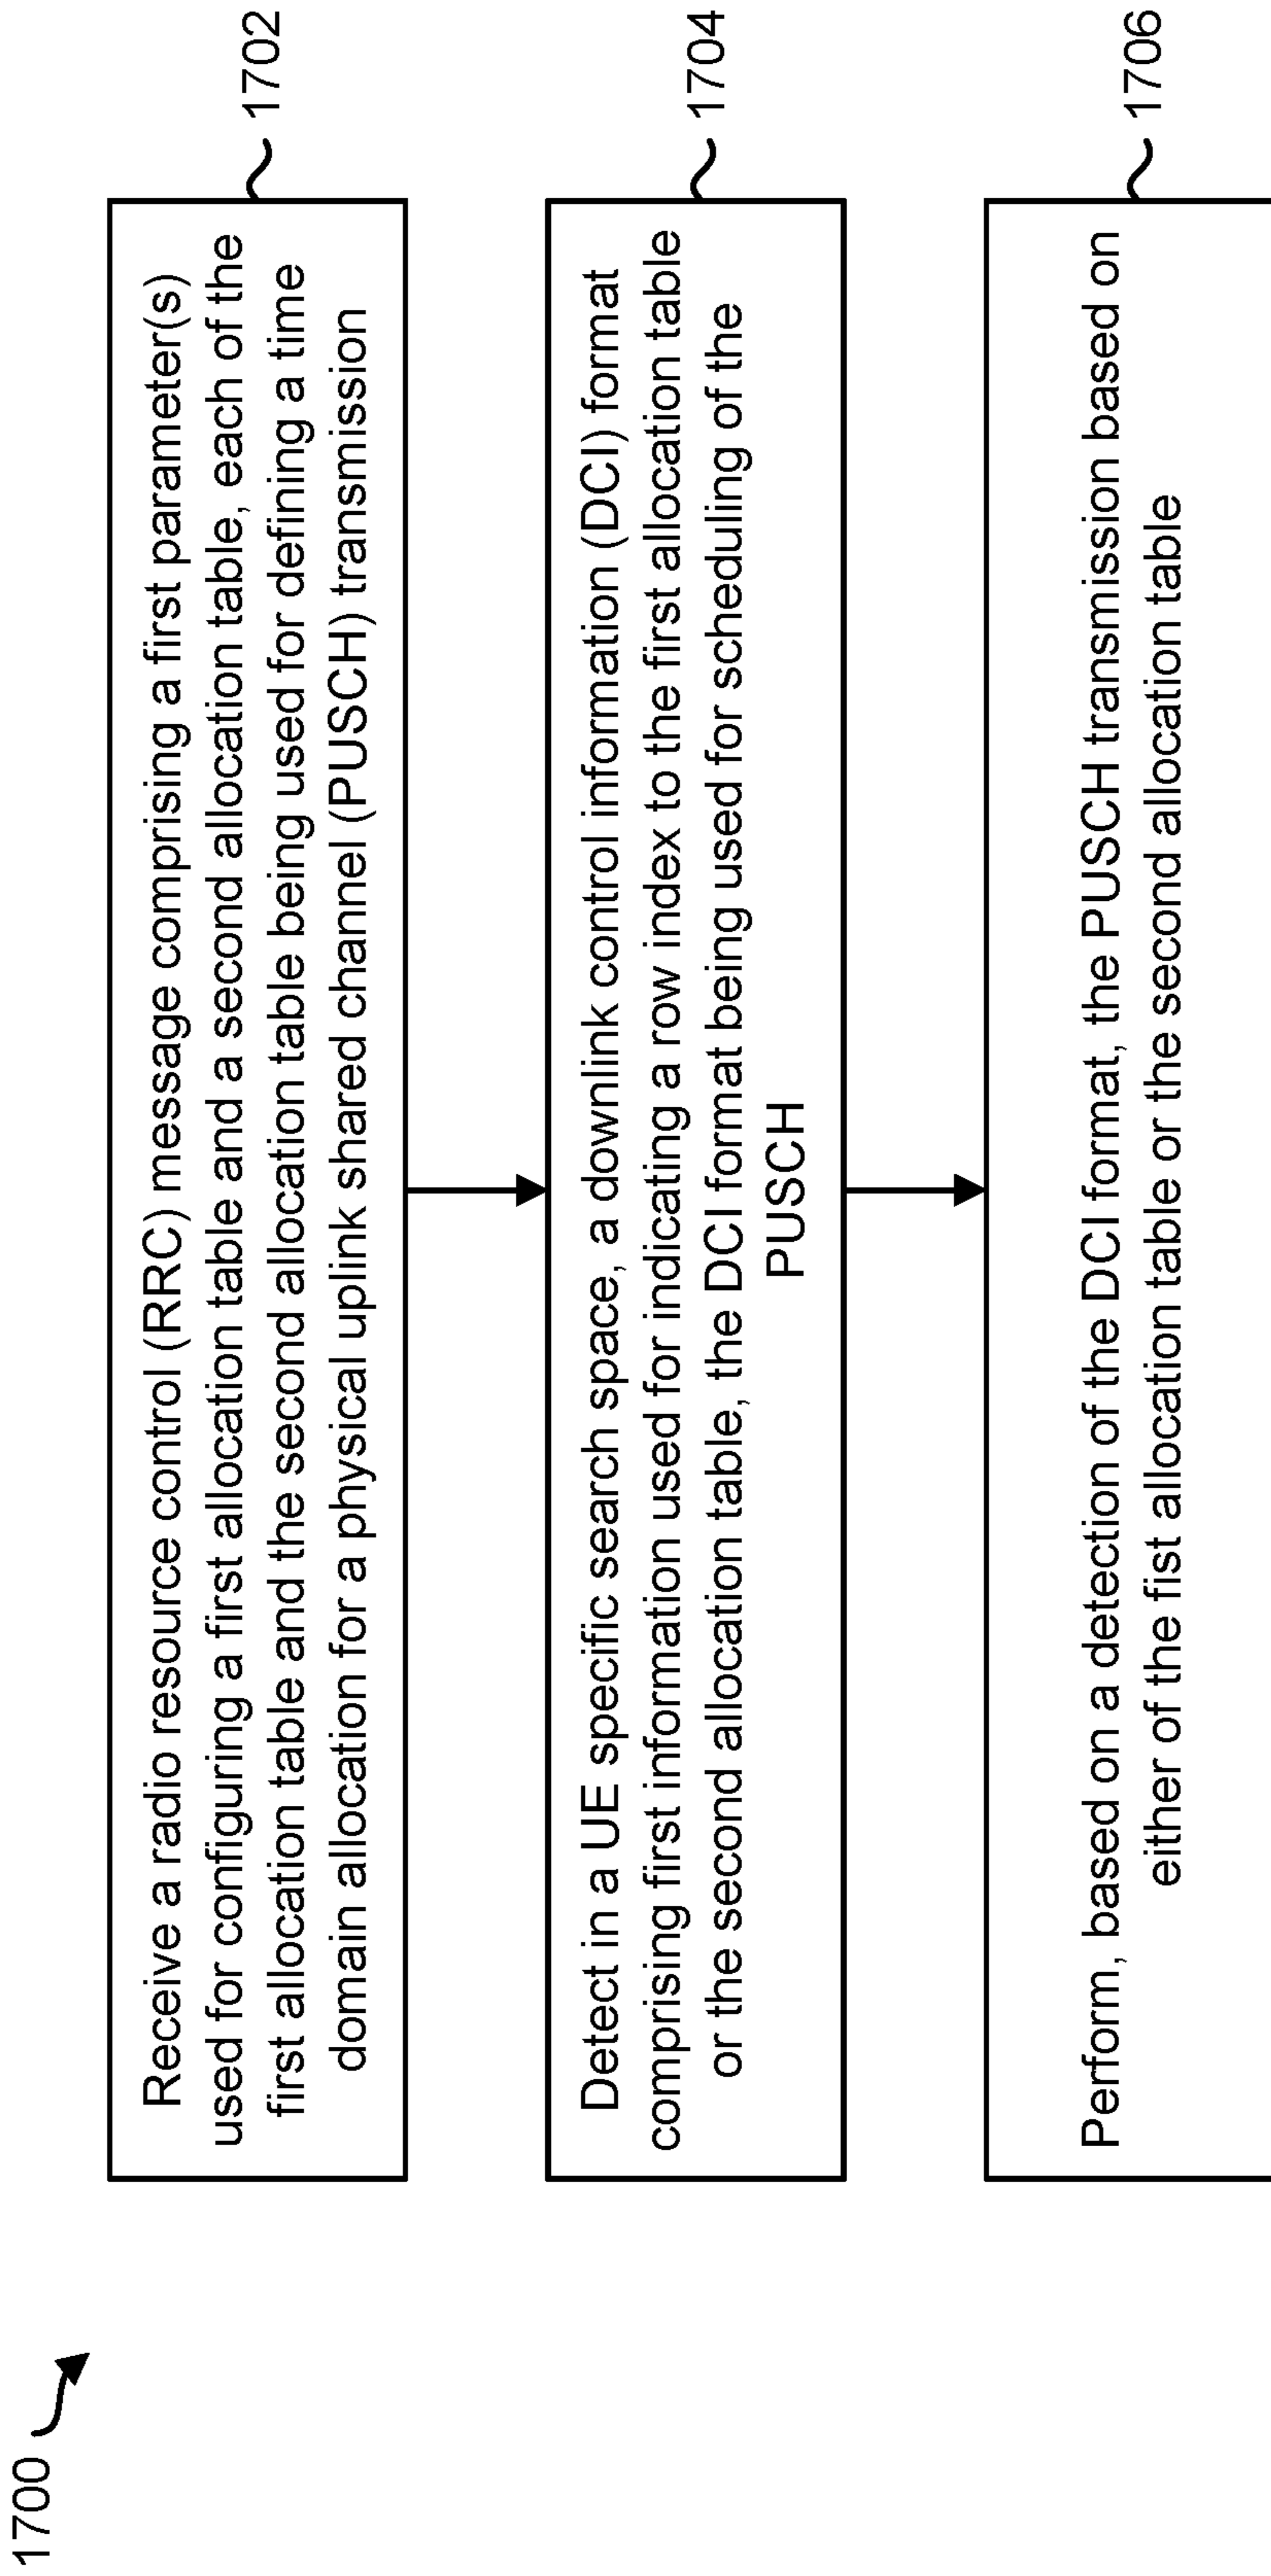 1700
Receive a radio resource control (RRC) message comprising a first parameter(s)
used for configuring a first allocation table and a second allocation table, each of the
first allocation table and the second allocation table being used for defining a time
domain allocation for a physical uplink shared channel (PUSCH) transmission
1702
Detect in a UE specific search space, a downlink control information (DCI) format
comprising first information used for indicating a row index to the first allocation table
or the second allocation table, the DCI format being used for scheduling of the
PUSCH
1704
Perform, based on a detection of the DCI format, the PUSCH transmission based on
either of the fist allocation table or the second allocation table
1706